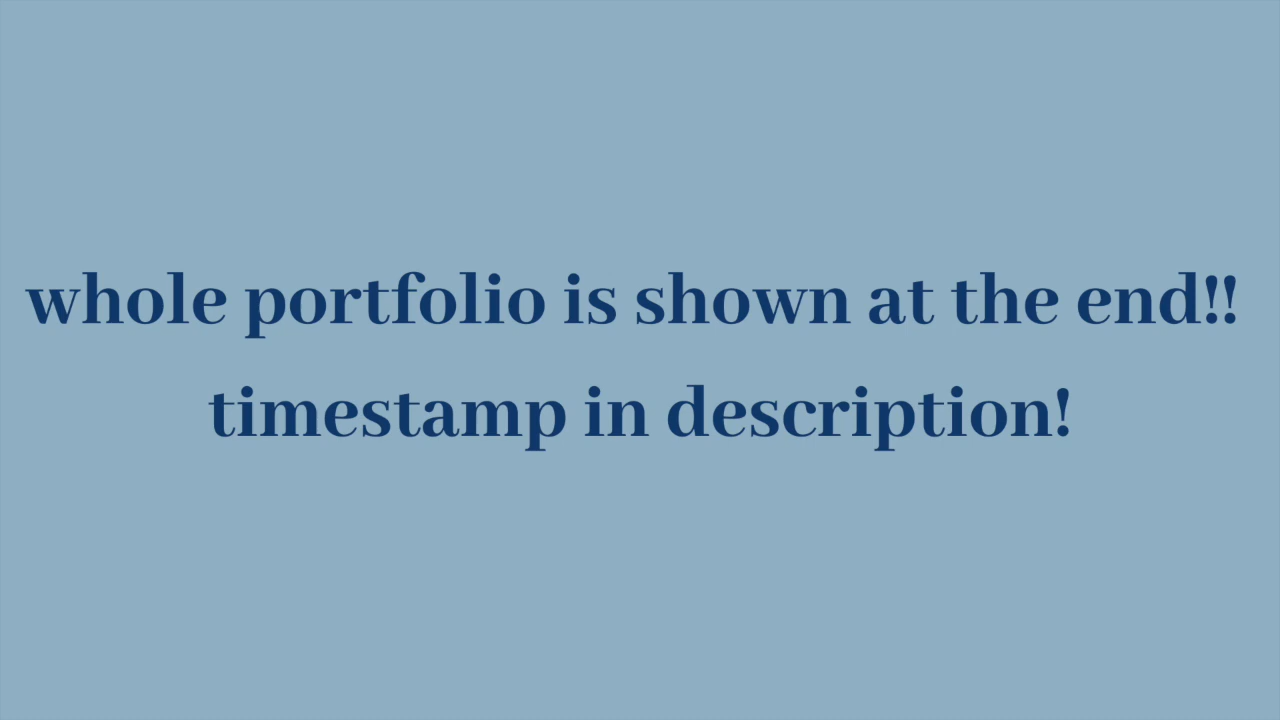 whole portfolio is shown at the end!!
timestamp in description!